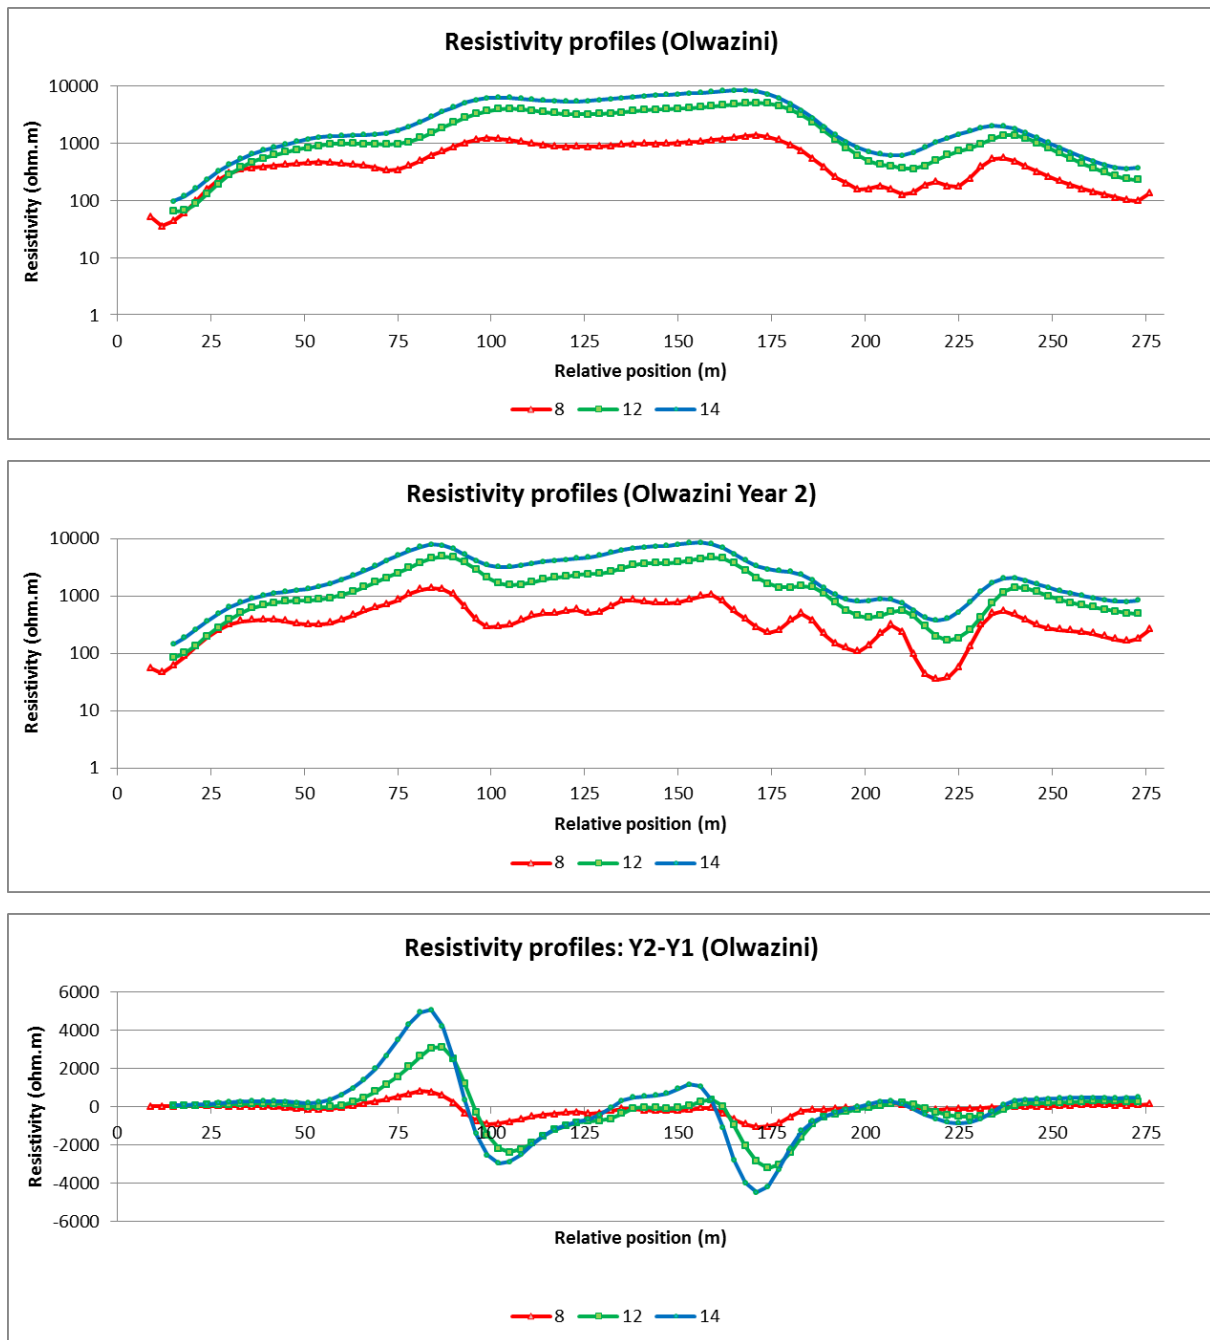 Resistivity profiles (Olwazini)
Resistivity (ohm.m)
10000
1000
100
10
1
0 25 50 75 100 125 150 175 200 225 250 275
Relative position (m)
8 12 14
Resistivity profiles (Olwazini Year 2)
Resistivity (ohm.m)
10000
1000
100
10
1
0 25 50 75 100 125 150 175 200 225 250 275
Relative position (m)
8 12 14
Resistivity profiles: Y2-Y1 (Olwazini)
Resistivity (ohm.m)
6000
4000
2000
0
-2000
-4000
-6000
0 25 50 75 100 125 150 175 200 225 250 275
Relative position (m)
8 12 14